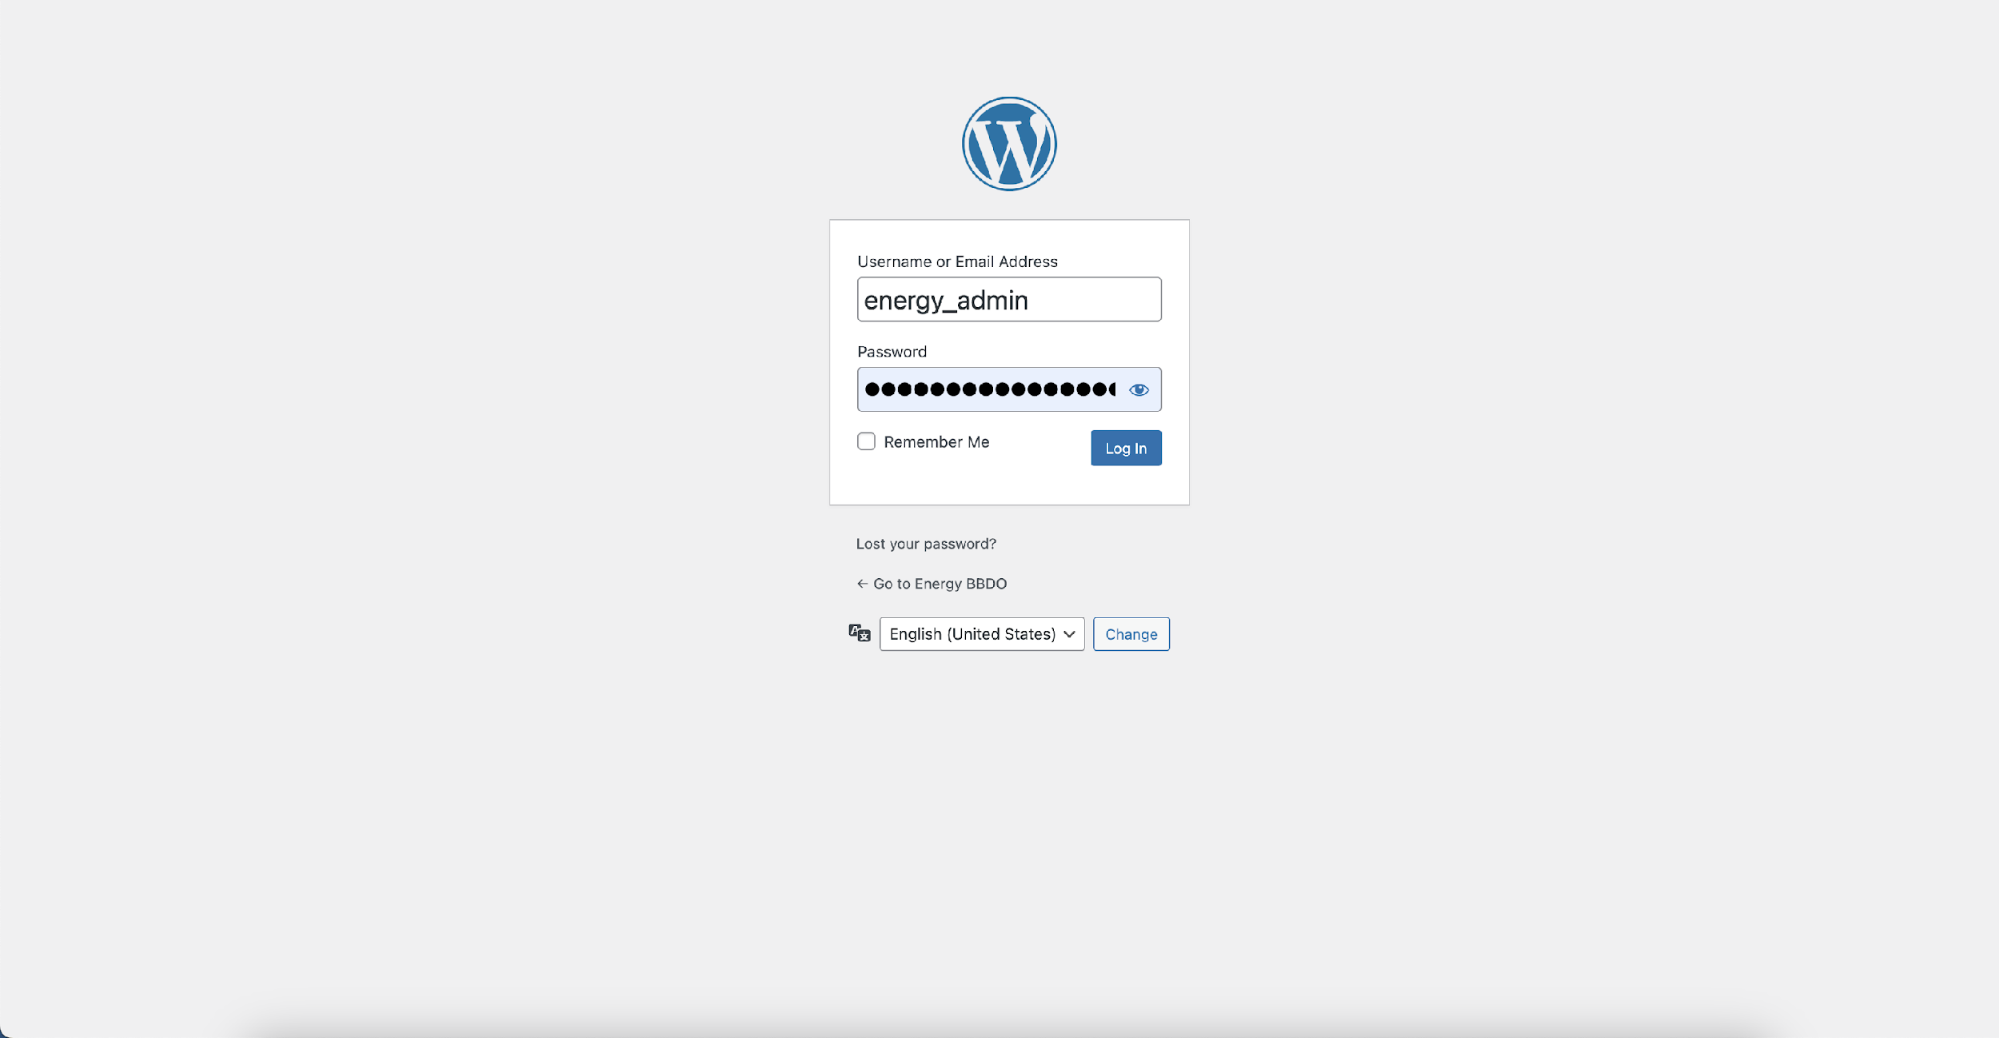 Username or Email Address
energy_admin
Password
Remember Me
Log In
Lost your password?
← Go to Energy BBDO
English (United States)
Change